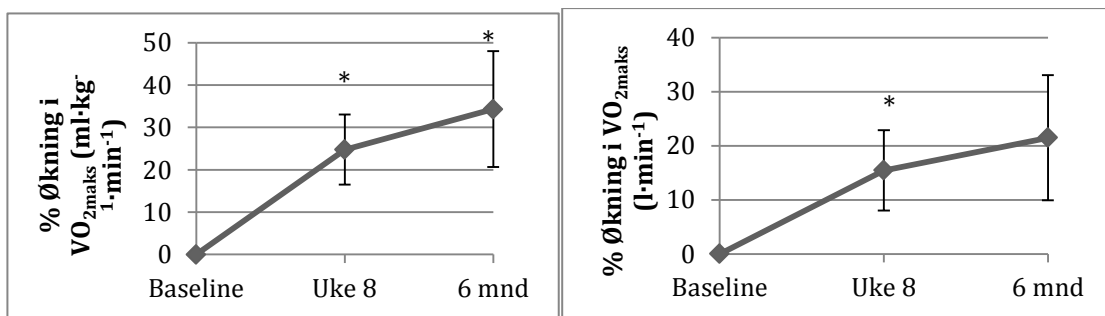 % Økning i
VO2maks (ml·kg-
1·min-1)
50
40
30
20
10
0
*
*
Baseline Uke 8 6 mnd
% Økning i VO2maks
(l·min-1)
40
30
20
10
0
*
Baseline Uke 8 6 mnd